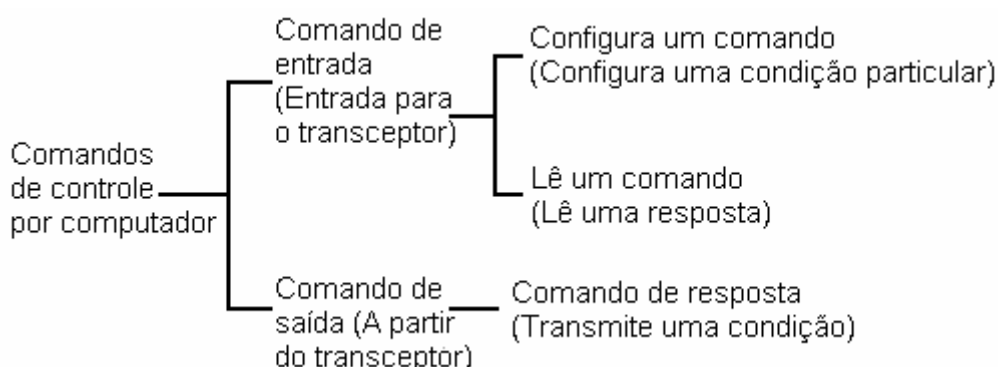 Comandos
de controle
por computador
Comando de
entrada
(Entrada para
o transceptor)
Configura um comando
(Configura uma condição particular)
Lê um comando
(Lê uma resposta)
Comando de
saída (A partir
do transceptor)
Comando de resposta
(Transmite uma condição)